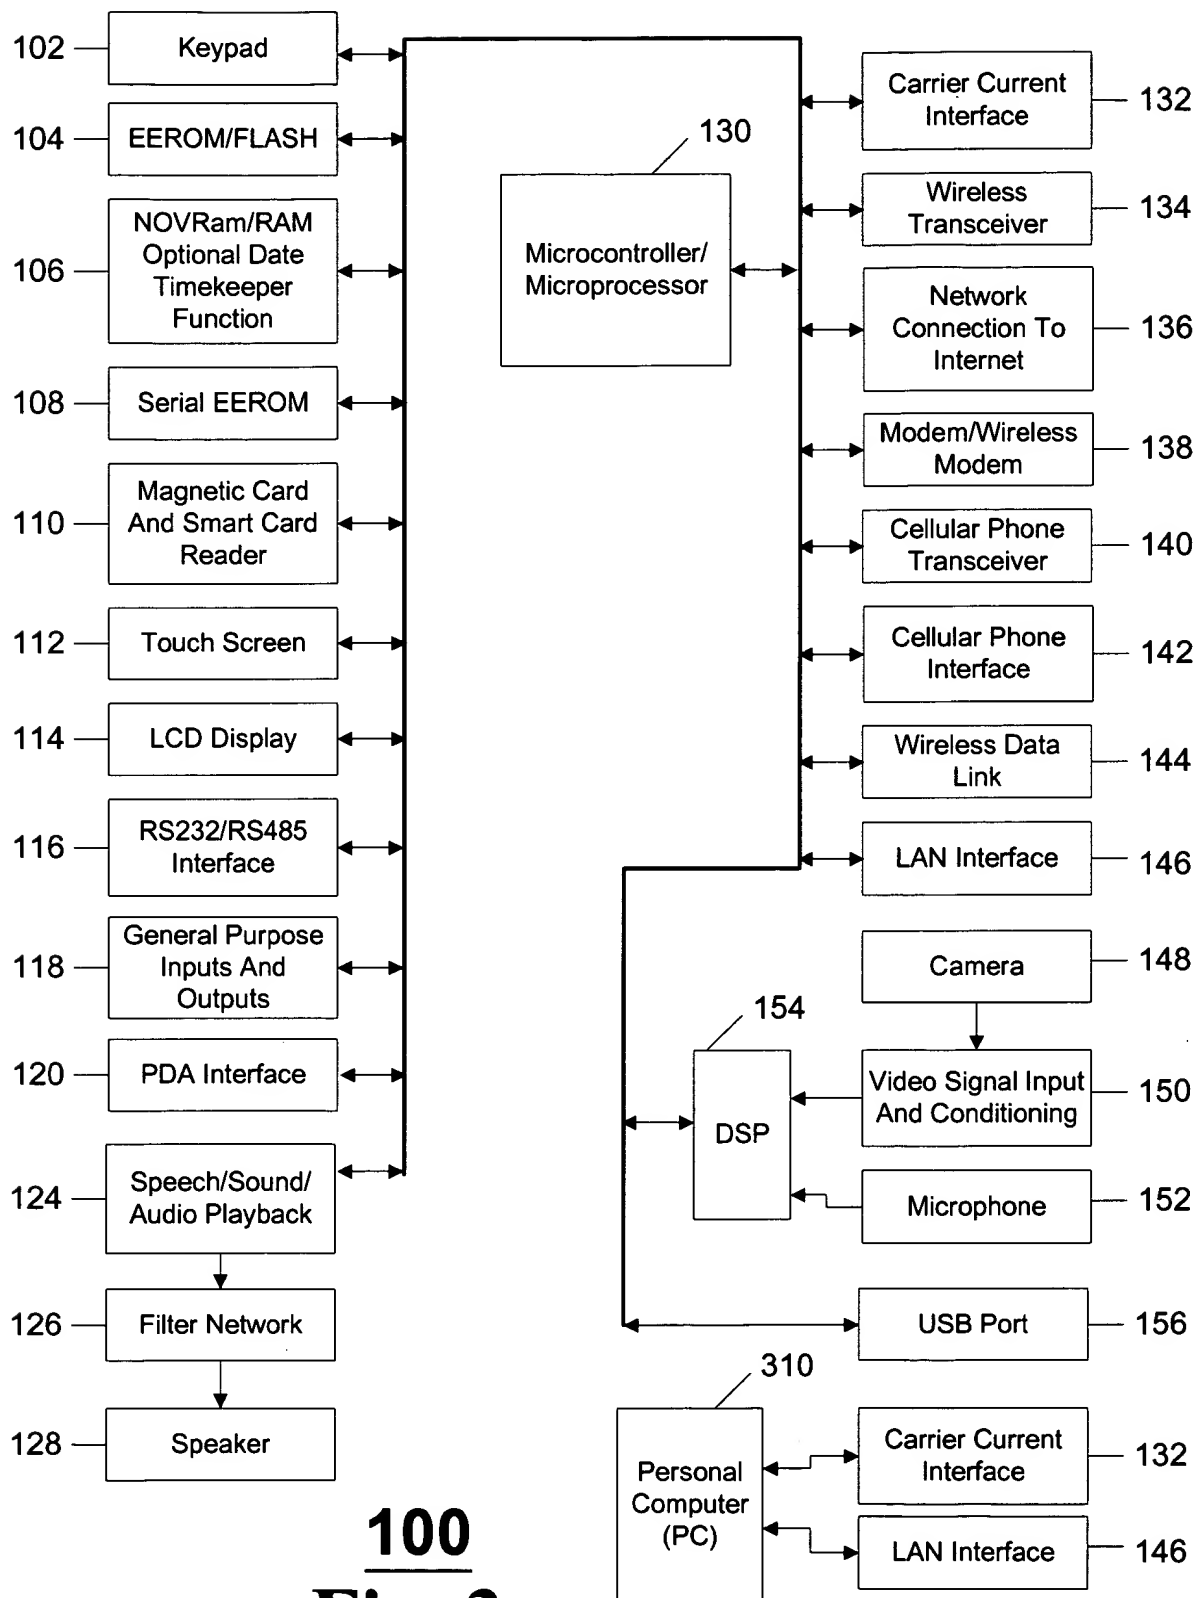 102
Keypad
104
EEROM/FLASH
106
NOVRam/RAM
Optional Date
Timekeeper
Function
108
Serial EEROM
110
Magnetic Card
And Smart Card
Reader
112
Touch Screen
114
LCD Display
116
RS232/RS485
Interface
118
General Purpose
Inputs And
Outputs
120
PDA Interface
124
Speech/Sound/
Audio Playback
126
Filter Network
128
Speaker
130
Microcontroller/
Microprocessor
Carrier Current
Interface
132
Wireless
Transceiver
134
Network
Connection To
Internet
136
Modem/Wireless
Modem
138
Cellular Phone
Transceiver
140
Cellular Phone
Interface
142
Wireless Data
Link
144
LAN Interface
146
Camera
148
154
DSP
Video Signal Input
And Conditioning
150
Microphone
152
USB Port
156
310
Personal
Computer
(PC)
Carrier Current
Interface
132
LAN Interface
146
100